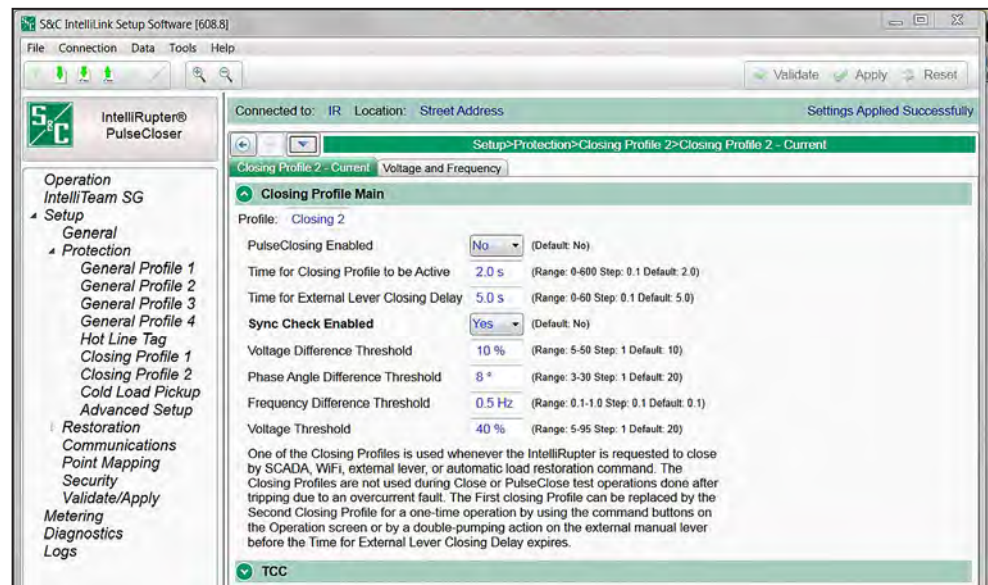 S&C IntelliLink Setup Software [608.8]
File Connection Data Tools Help
Validate Apply Reset
S&C
IntelliRupter®
PulseCloser
Operation
IntelliTeam SG
Setup
General
Protection
General Profile 1
General Profile 2
General Profile 3
General Profile 4
Hot Line Tag
Closing Profile 1
Closing Profile 2
Cold Load Pickup
Advanced Setup
Restoration
Communications
Point Mapping
Security
Validate/Apply
Metering
Diagnostics
Logs
Connected to: IR Location: Street Address Settings Applied Successfully
Setup>Protection>Closing Profile 2>Closing Profile 2 - Current
Closing Profile 2 - Current Voltage and Frequency
Closing Profile Main
Profile: Closing 2
PulseClosing Enabled No (Default: No)
Time for Closing Profile to be Active 2.0 s (Range: 0-600 Step: 0.1 Default: 2.0)
Time for External Lever Closing Delay 5.0 s (Range: 0-60 Step: 0.1 Default: 5.0)
Sync Check Enabled Yes (Default: No)
Voltage Difference Threshold 10 % (Range: 5-50 Step: 1 Default: 10)
Phase Angle Difference Threshold 8 ° (Range: 3-30 Step: 1 Default: 20)
Frequency Difference Threshold 0.5 Hz (Range: 0.1-1.0 Step: 0.1 Default: 0.1)
Voltage Threshold 40 % (Range: 5-95 Step: 1 Default: 20)
One of the Closing Profiles is used whenever the IntelliRupter is requested to close
by SCADA, WiFi, external lever, or automatic load restoration command. The
Closing Profiles are not used during Close or PulseClose test operations done after
tripping due to an overcurrent fault. The First closing Profile can be replaced by the
Second Closing Profile for a one-time operation by using the command buttons on
the Operation screen or by a double-pumping action on the external manual lever
before the Time for External Lever Closing Delay expires.
TCC